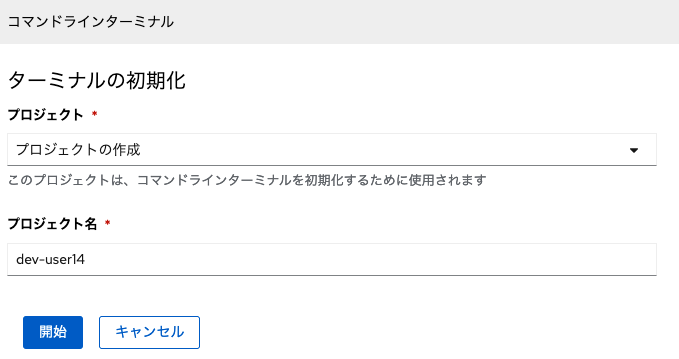 コマンドラインターミナル
ターミナルの初期化
プロジェクト *
プロジェクトの作成
このプロジェクトは、コマンドラインターミナルを初期化するために使用されます
プロジェクト名 *
dev-user14
開始 キャンセル